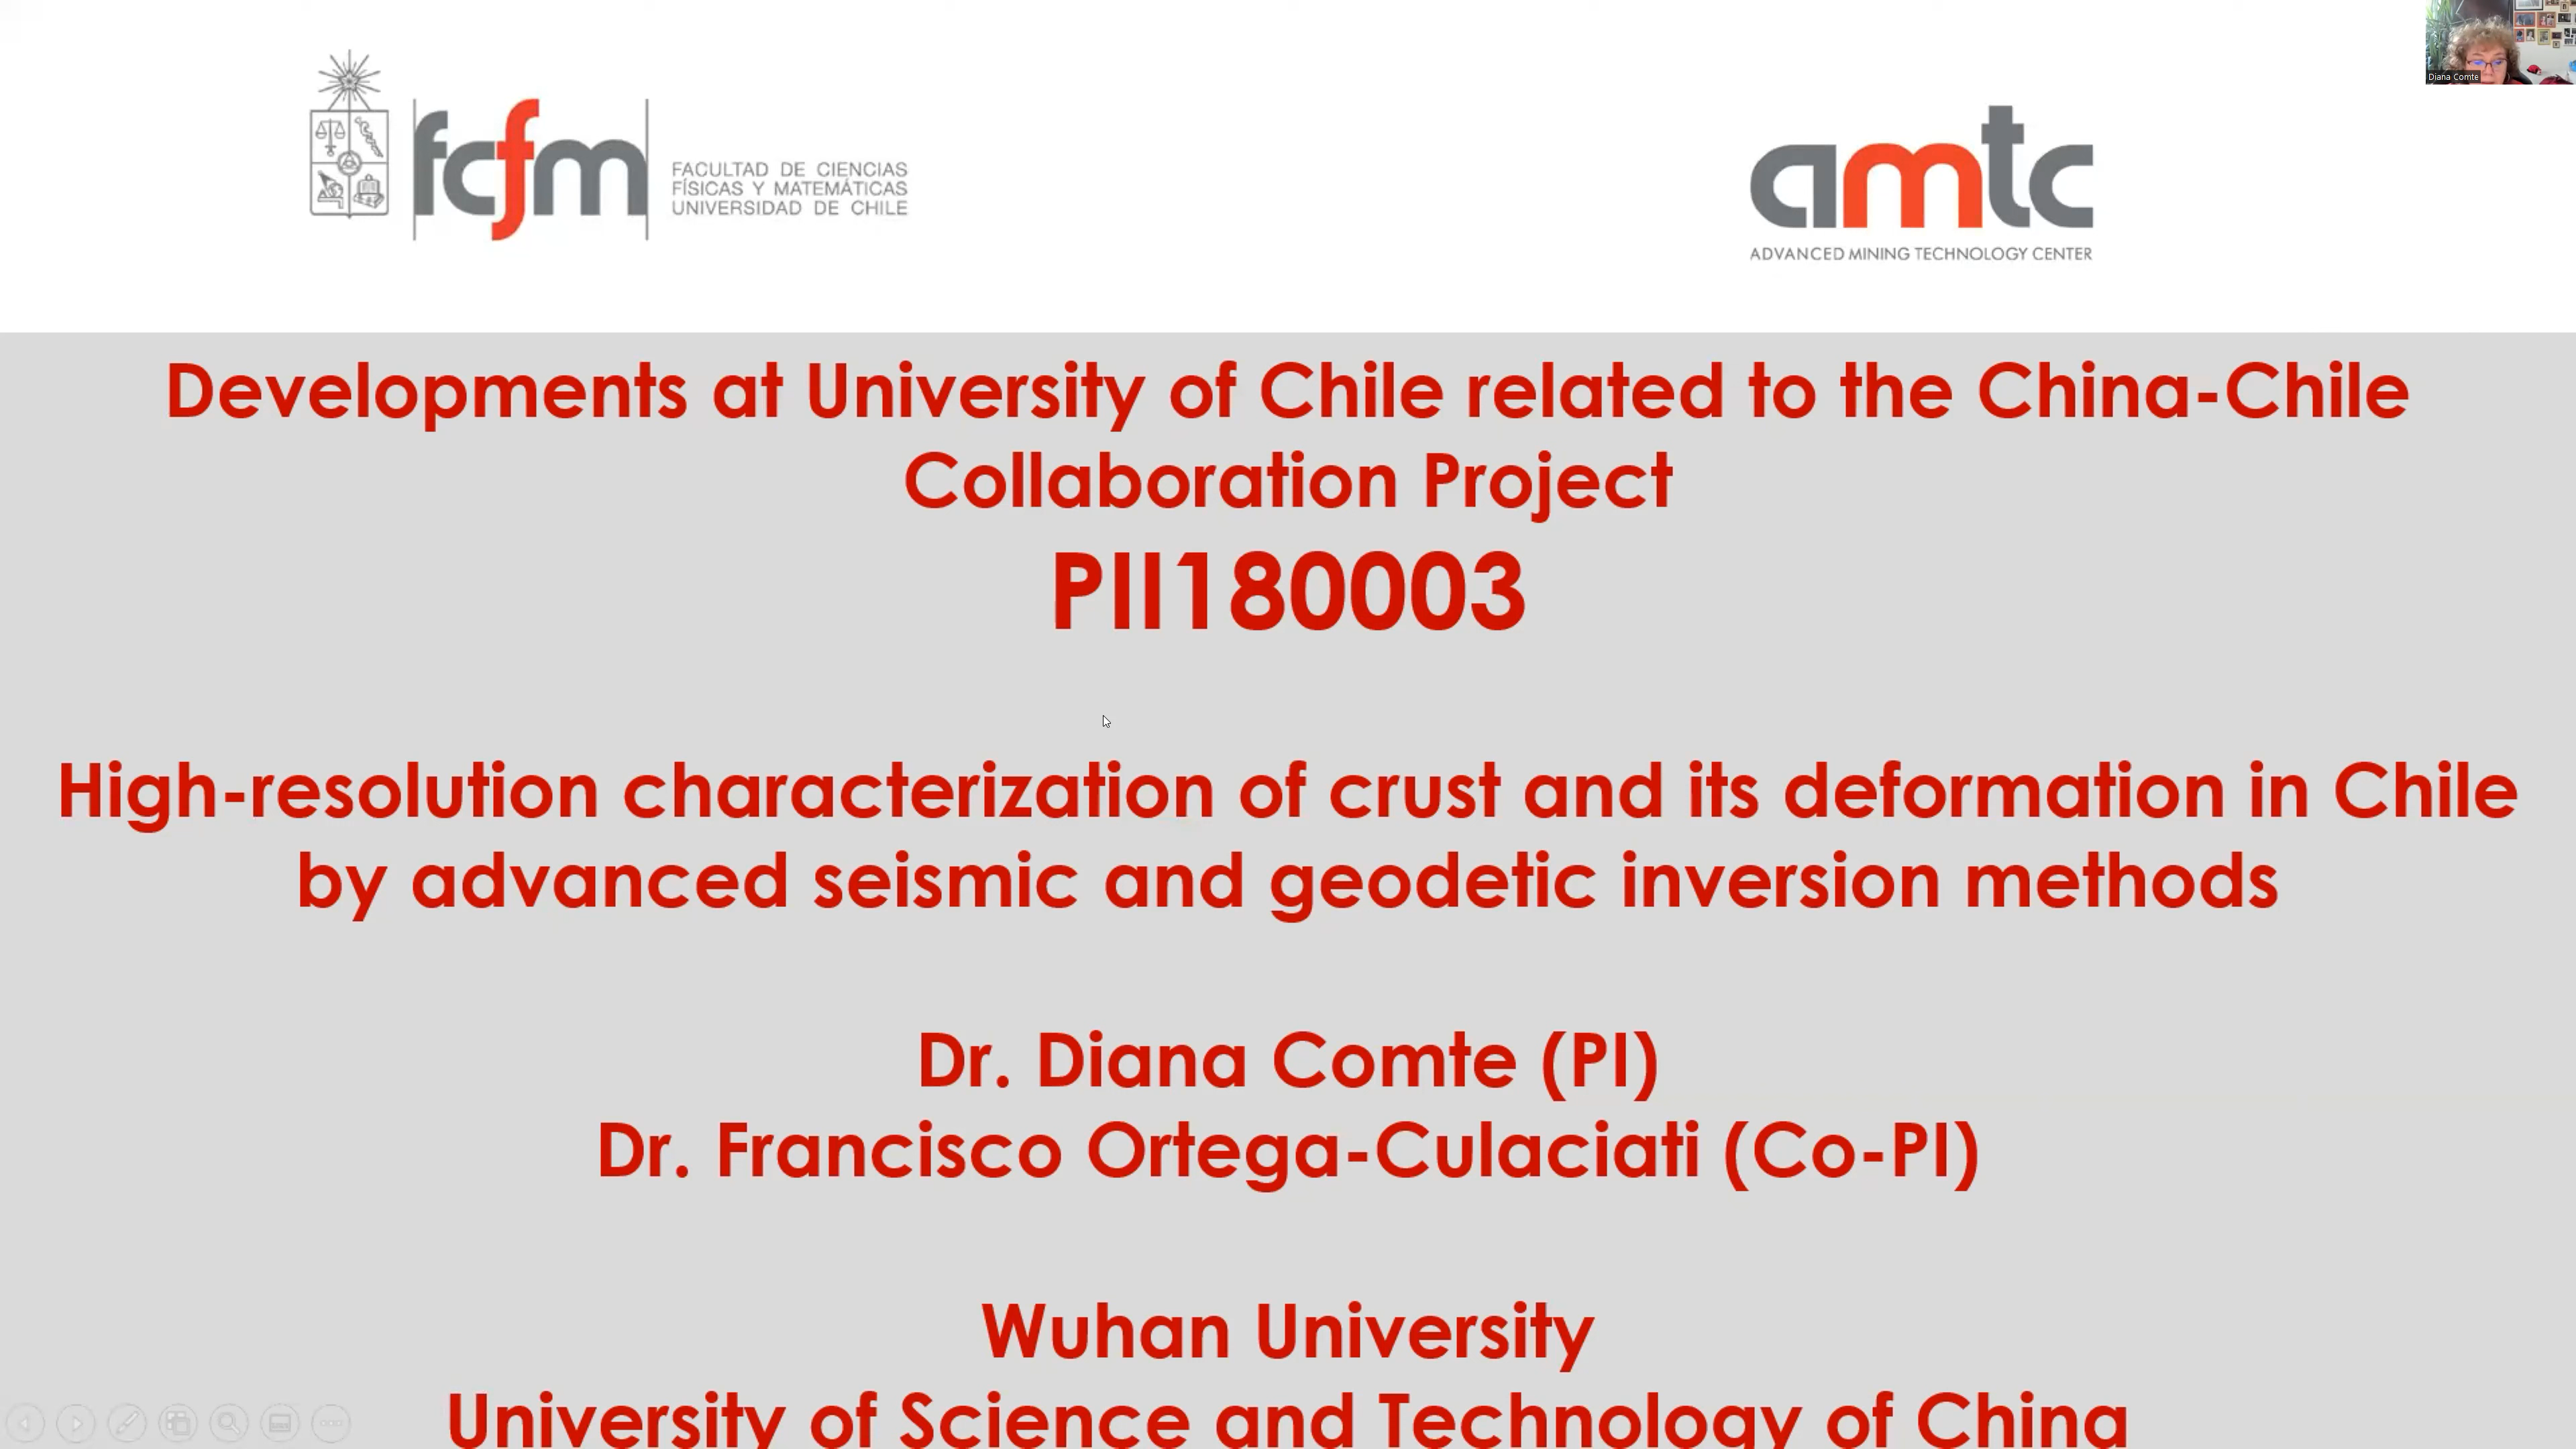 fcfm
FACULTAD DE CIENCIAS
FÍSICAS Y MATEMÁTICAS
UNIVERSIDAD DE CHILE
amtc
ADVANCED MINING TECHNOLOGY CENTER
Diana Comte
Developments at University of Chile related to the China-Chile
Collaboration Project
PII180003
High-resolution characterization of crust and its deformation in Chile
by advanced seismic and geodetic inversion methods
Dr. Diana Comte (PI)
Dr. Francisco Ortega-Culaciati (Co-PI)
Wuhan University
University of Science and Technology of China